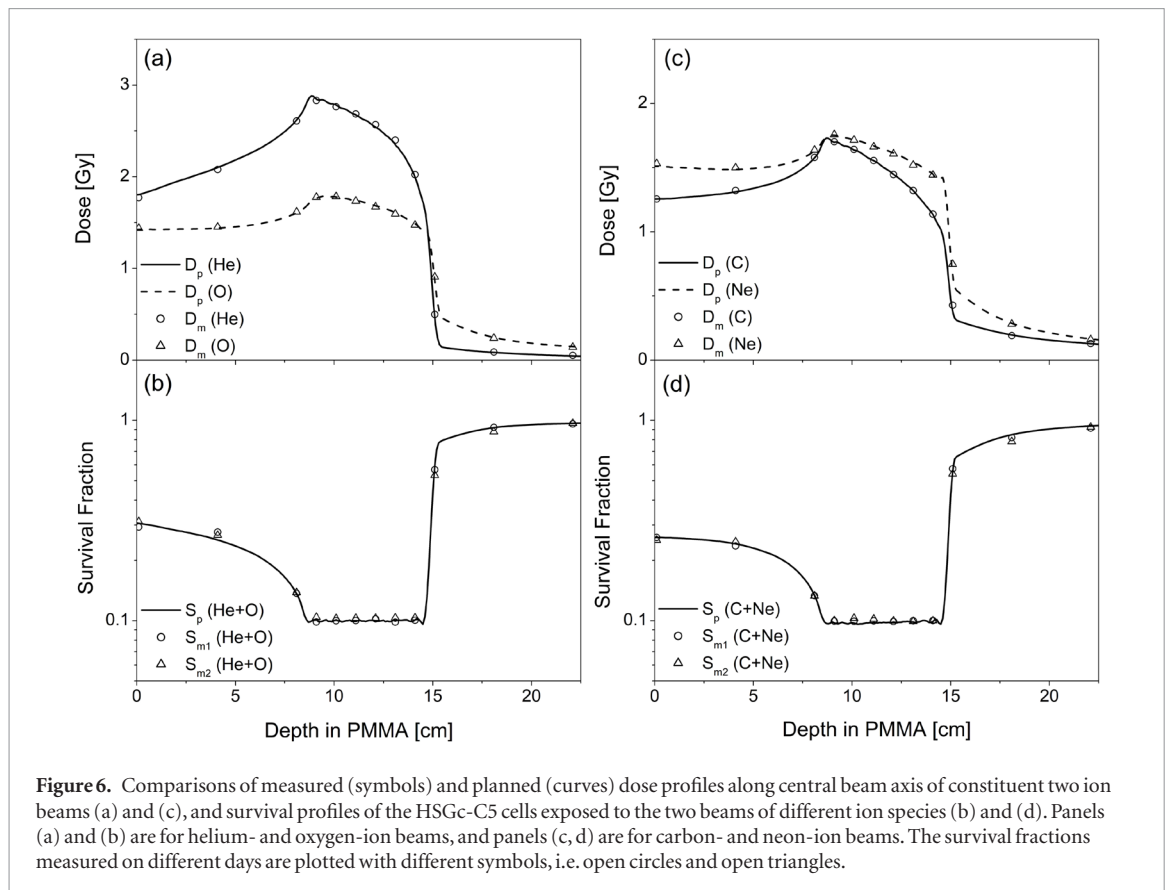 (a)
3
2
1
0
Dose [Gy]
D_p (He)
D_p (O)
D_m (He)
D_m (O)
(b)
1
0.1
Survival Fraction
S_p (He+O)
S_m1 (He+O)
S_m2 (He+O)
0 5 10 15 20
Depth in PMMA [cm]
(c)
2
1
0
Dose [Gy]
D_p (C)
D_p (Ne)
D_m (C)
D_m (Ne)
(d)
1
0.1
Survival Fraction
S_p (C+Ne)
S_m1 (C+Ne)
S_m2 (C+Ne)
0 5 10 15 20
Depth in PMMA [cm]
Figure 6. Comparisons of measured (symbols) and planned (curves) dose profiles along central beam axis of constituent two ion
beams (a) and (c), and survival profiles of the HSGc-C5 cells exposed to the two beams of different ion species (b) and (d). Panels
(a) and (b) are for helium- and oxygen-ion beams, and panels (c, d) are for carbon- and neon-ion beams. The survival fractions
measured on different days are plotted with different symbols, i.e. open circles and open triangles.